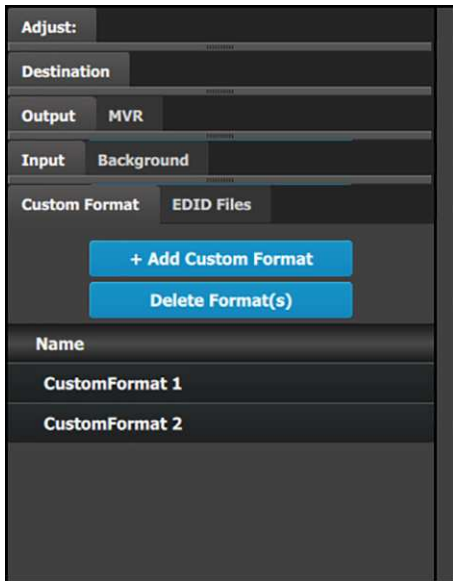 Adjust:
Destination
Output MVR
Input Background
Custom Format EDID Files
+ Add Custom Format
Delete Format(s)
Name
CustomFormat 1
CustomFormat 2